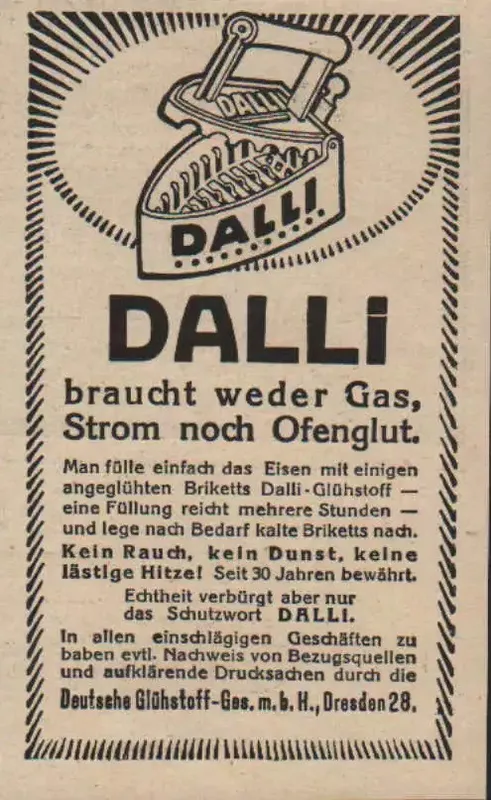 DALLI
DALLI
DALLi
braucht weder Gas,
Strom noch Ofenglut.
Man fülle einfach das Eisen mit einigen
angeglühten Briketts Dalli-Glühstoff —
eine Füllung reicht mehrere Stunden —
und lege nach Bedarf kalte Briketts nach.
Kein Rauch, kein Dunst, keine
lästige Hitze! Seit 30 Jahren bewährt.
Echtheit verbürgt aber nur
das Schutzwort DALLI.
In allen einschlägigen Geschäften zu
baben evtl. Nachweis von Bezugsquellen
und aufklärende Drucksachen durch die
Deutsche Glühstoff-Ges. m. b. H., Dresden 28.